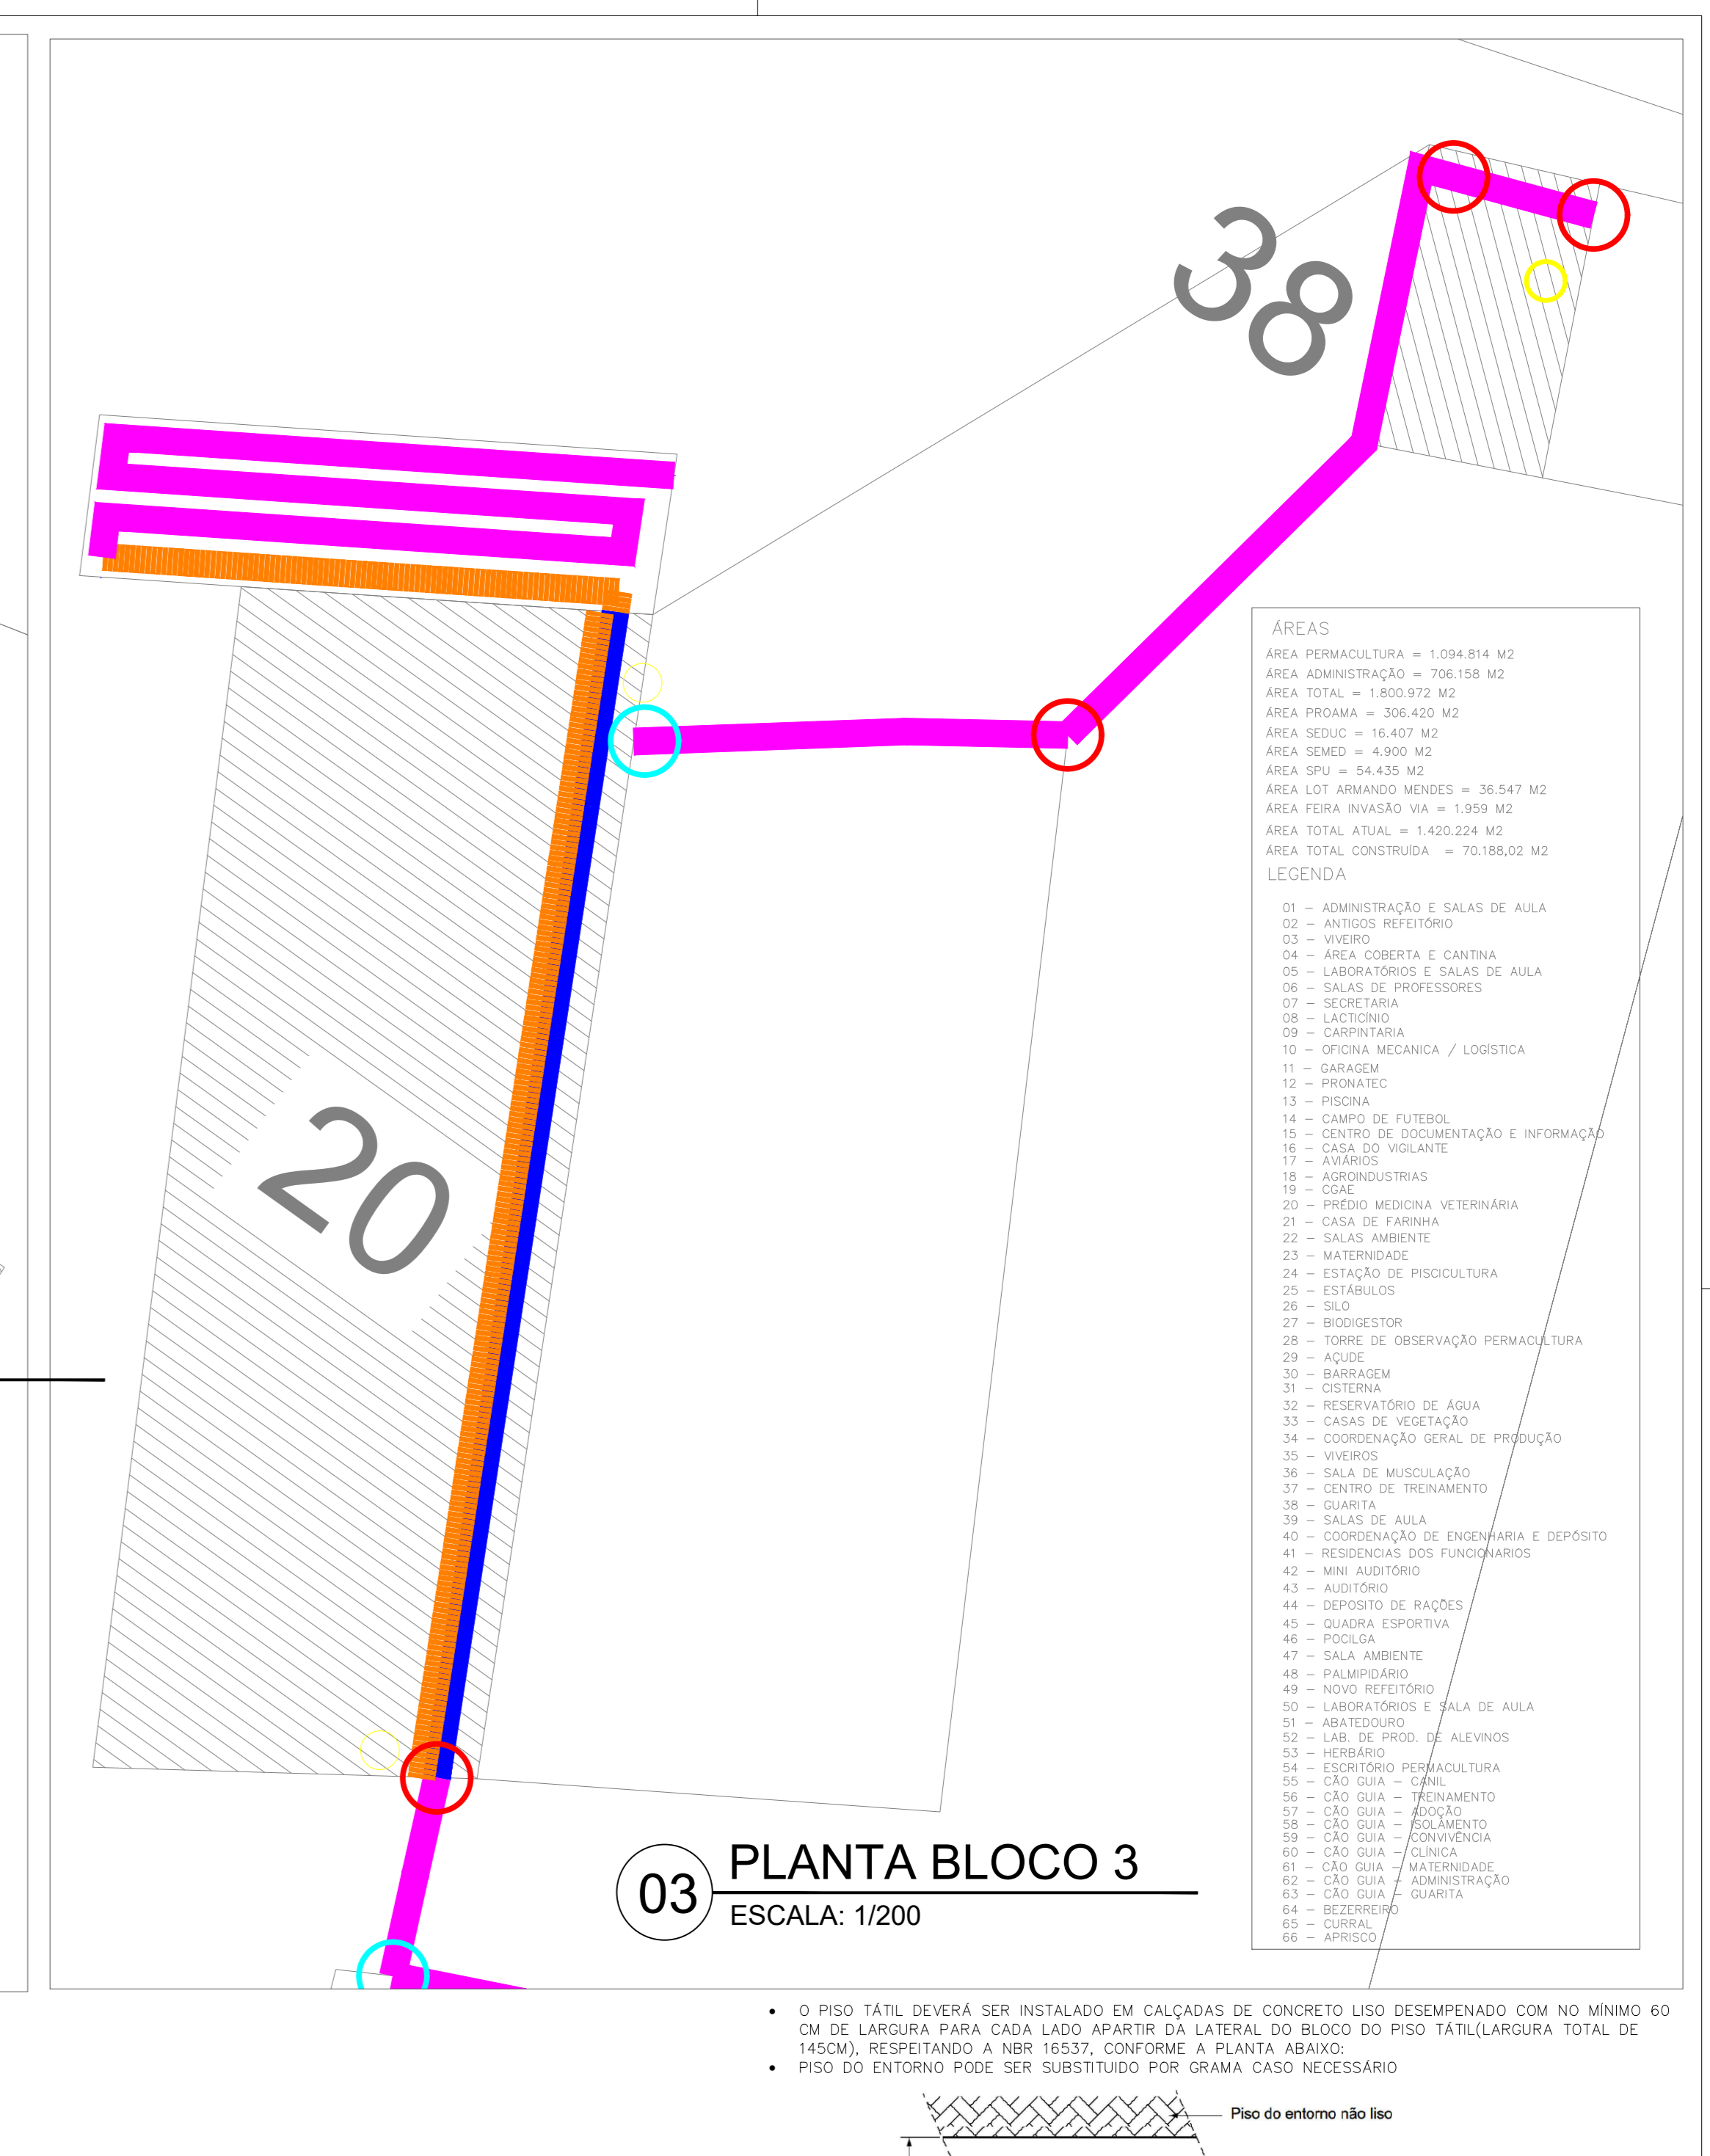 38
20
ÁREAS
ÁREA PERMACULTURA = 1.094.814 M2
ÁREA ADMINISTRAÇÃO = 706.158 M2
ÁREA TOTAL = 1.800.972 M2
ÁREA PROAMA = 306.420 M2
ÁREA SEDUC = 16.407 M2
ÁREA SEMED = 4.900 M2
ÁREA SPU = 54.435 M2
ÁREA LOT ARMANDO MENDES = 36.547 M2
ÁREA FEIRA INVASÃO VIA = 1.959 M2
ÁREA TOTAL ATUAL = 1.420.224 M2
ÁREA TOTAL CONSTRUÍDA = 70.188,02 M2
LEGENDA
01 – ADMINISTRAÇÃO E SALAS DE AULA
02 – ANTIGOS REFEITÓRIO
03 – VIVEIRO
04 – ÁREA COBERTA E CANTINA
05 – LABORATÓRIOS E SALAS DE AULA
06 – SALAS DE PROFESSORES
07 – SECRETARIA
08 – LACTICÍNIO
09 – CARPINTARIA
10 – OFICINA MECANICA / LOGÍSTICA
11 – GARAGEM
12 – PRONATEC
13 – PISCINA
14 – CAMPO DE FUTEBOL
15 – CENTRO DE DOCUMENTAÇÃO E INFORMAÇÃO
16 – CASA DO VIGILANTE
17 – AVIÁRIOS
18 – AGROINDUSTRIAS
19 – CGAE
20 – PRÉDIO MEDICINA VETERINÁRIA
21 – CASA DE FARINHA
22 – SALAS AMBIENTE
23 – MATERNIDADE
24 – ESTAÇÃO DE PISCICULTURA
25 – ESTÁBULOS
26 – SILO
27 – BIODIGESTOR
28 – TORRE DE OBSERVAÇÃO PERMACULTURA
29 – AÇUDE
30 – BARRAGEM
31 – CISTERNA
32 – RESERVATÓRIO DE ÁGUA
33 – CASAS DE VEGETAÇÃO
34 – COORDENAÇÃO GERAL DE PRODUÇÃO
35 – VIVEIROS
36 – SALA DE MUSCULAÇÃO
37 – CENTRO DE TREINAMENTO
38 – GUARITA
39 – SALAS DE AULA
40 – COORDENAÇÃO DE ENGENHARIA E DEPÓSITO
41 – RESIDENCIAS DOS FUNCIONARIOS
42 – MINI AUDITÓRIO
43 – AUDITÓRIO
44 – DEPOSITO DE RAÇÕES
45 – QUADRA ESPORTIVA
46 – POCILGA
47 – SALA AMBIENTE
48 – PALMIPIDÁRIO
49 – NOVO REFEITÓRIO
50 – LABORATÓRIOS E SALA DE AULA
51 – ABATEDOURO
52 – LAB. DE PROD. DE ALEVINOS
53 – HERBÁRIO
54 – ESCRITÓRIO PERMACULTURA
55 – CÃO GUIA – CANIL
56 – CÃO GUIA – TREINAMENTO
57 – CÃO GUIA – ADOÇÃO
58 – CÃO GUIA – ISOLAMENTO
59 – CÃO GUIA – CONVIVÊNCIA
60 – CÃO GUIA – CLÍNICA
61 – CÃO GUIA – MATERNIDADE
62 – CÃO GUIA – ADMINISTRAÇÃO
63 – CÃO GUIA – GUARITA
64 – BEZERREIRO
65 – CURRAL
66 – APRISCO
03 PLANTA BLOCO 3
ESCALA: 1/200
• O PISO TÁTIL DEVERÁ SER INSTALADO EM CALÇADAS DE CONCRETO LISO DESEMPENADO COM NO MÍNIMO 60
CM DE LARGURA PARA CADA LADO APARTIR DA LATERAL DO BLOCO DO PISO TÁTIL(LARGURA TOTAL DE
145CM), RESPEITANDO A NBR 16537, CONFORME A PLANTA ABAIXO:
• PISO DO ENTORNO PODE SER SUBSTITUIDO POR GRAMA CASO NECESSÁRIO
Piso do entorno não liso